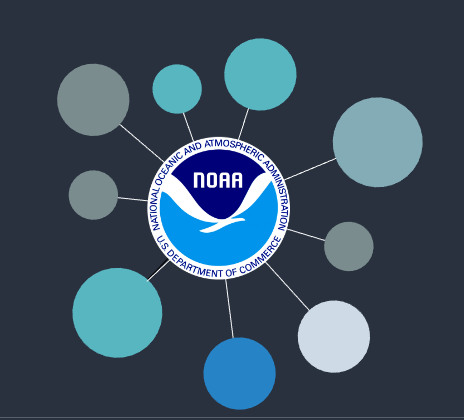 NATIONAL OCEANIC AND ATMOSPHERIC ADMINISTRATION
NOAA
U.S. DEPARTMENT OF COMMERCE